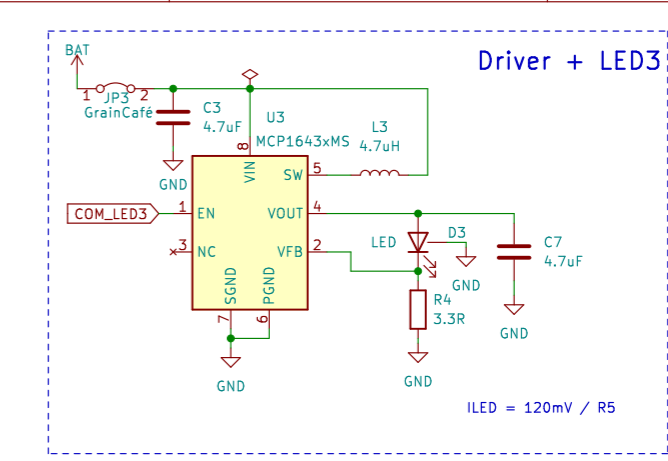 Driver + LED3
BAT
1 JP3 2
GrainCafé
C3
4.7uF
GND
U3
MCP1643xMS
L3
4.7uH
8
VIN
SW 5
COM_LED3
1 EN
VOUT 4
3 NC
VFB 2
SGND
PGND
7
6
GND
LED
D3
GND
C7
4.7uF
GND
R4
3.3R
GND
ILED = 120mV / R5